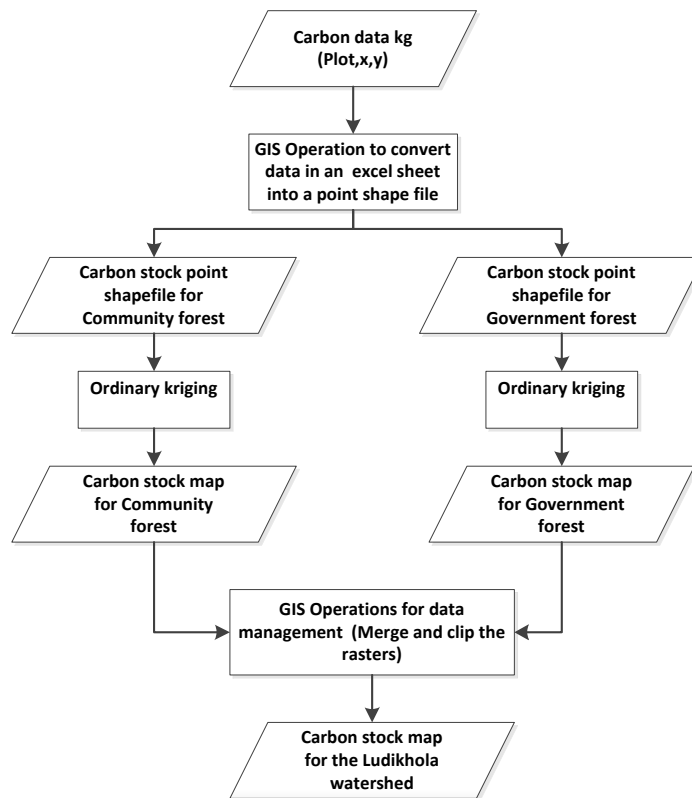 Carbon data kg
(Plot,x,y)
GIS Operation to convert
data in an excel sheet
into a point shape file
Carbon stock point
shapefile for
Community forest
Carbon stock point
shapefile for
Government forest
Ordinary kriging
Ordinary kriging
Carbon stock map
for Community
forest
Carbon stock map
for Government
forest
GIS Operations for data
management (Merge and clip the
rasters)
Carbon stock map
for the Ludikhola
watershed